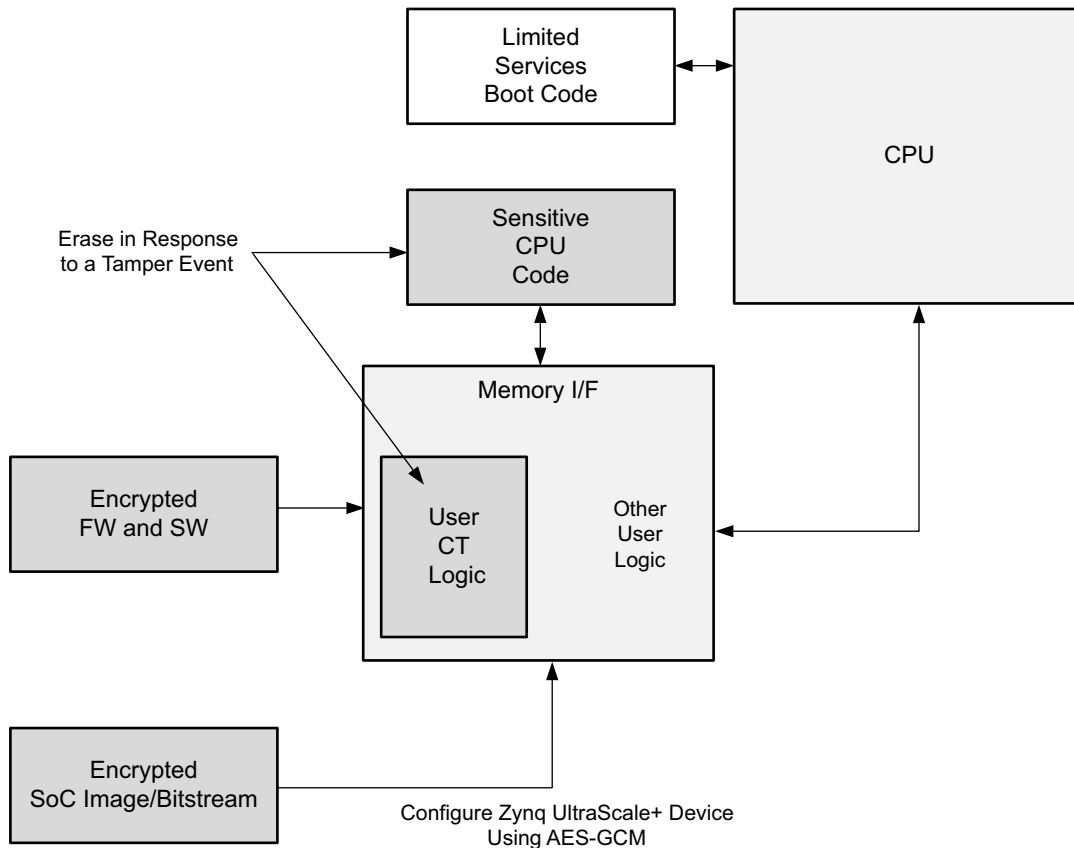 Limited
Services
Boot Code
CPU
Sensitive
CPU
Code
Erase in Response
to a Tamper Event
Memory I/F
Encrypted
FW and SW
User
CT
Logic
Other
User
Logic
Encrypted
SoC Image/Bitstream
Configure Zynq UltraScale+ Device
Using AES-GCM